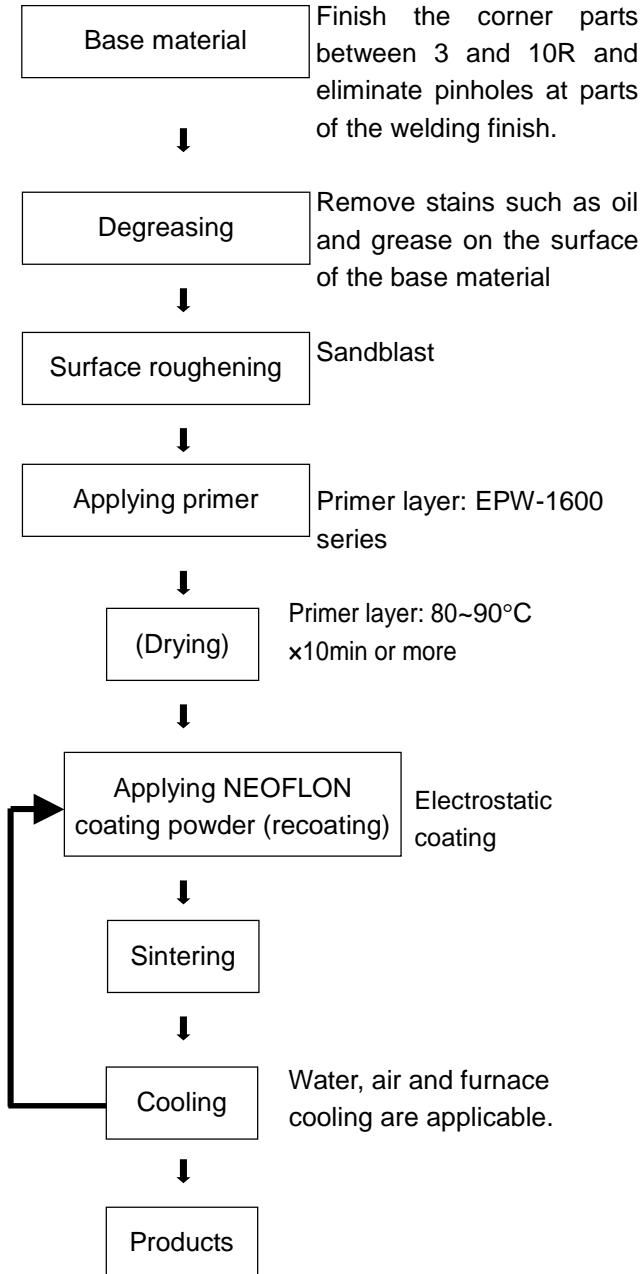 Base material
Finish the corner parts
between 3 and 10R and
eliminate pinholes at parts
of the welding finish.
Degreasing
Remove stains such as oil
and grease on the surface
of the base material
Surface roughening
Sandblast
Applying primer
Primer layer: EPW-1600
series
(Drying)
Primer layer: 80~90°C
×10min or more
Applying NEOFLON
coating powder (recoating)
Electrostatic
coating
Sintering
Cooling
Water, air and furnace
cooling are applicable.
Products